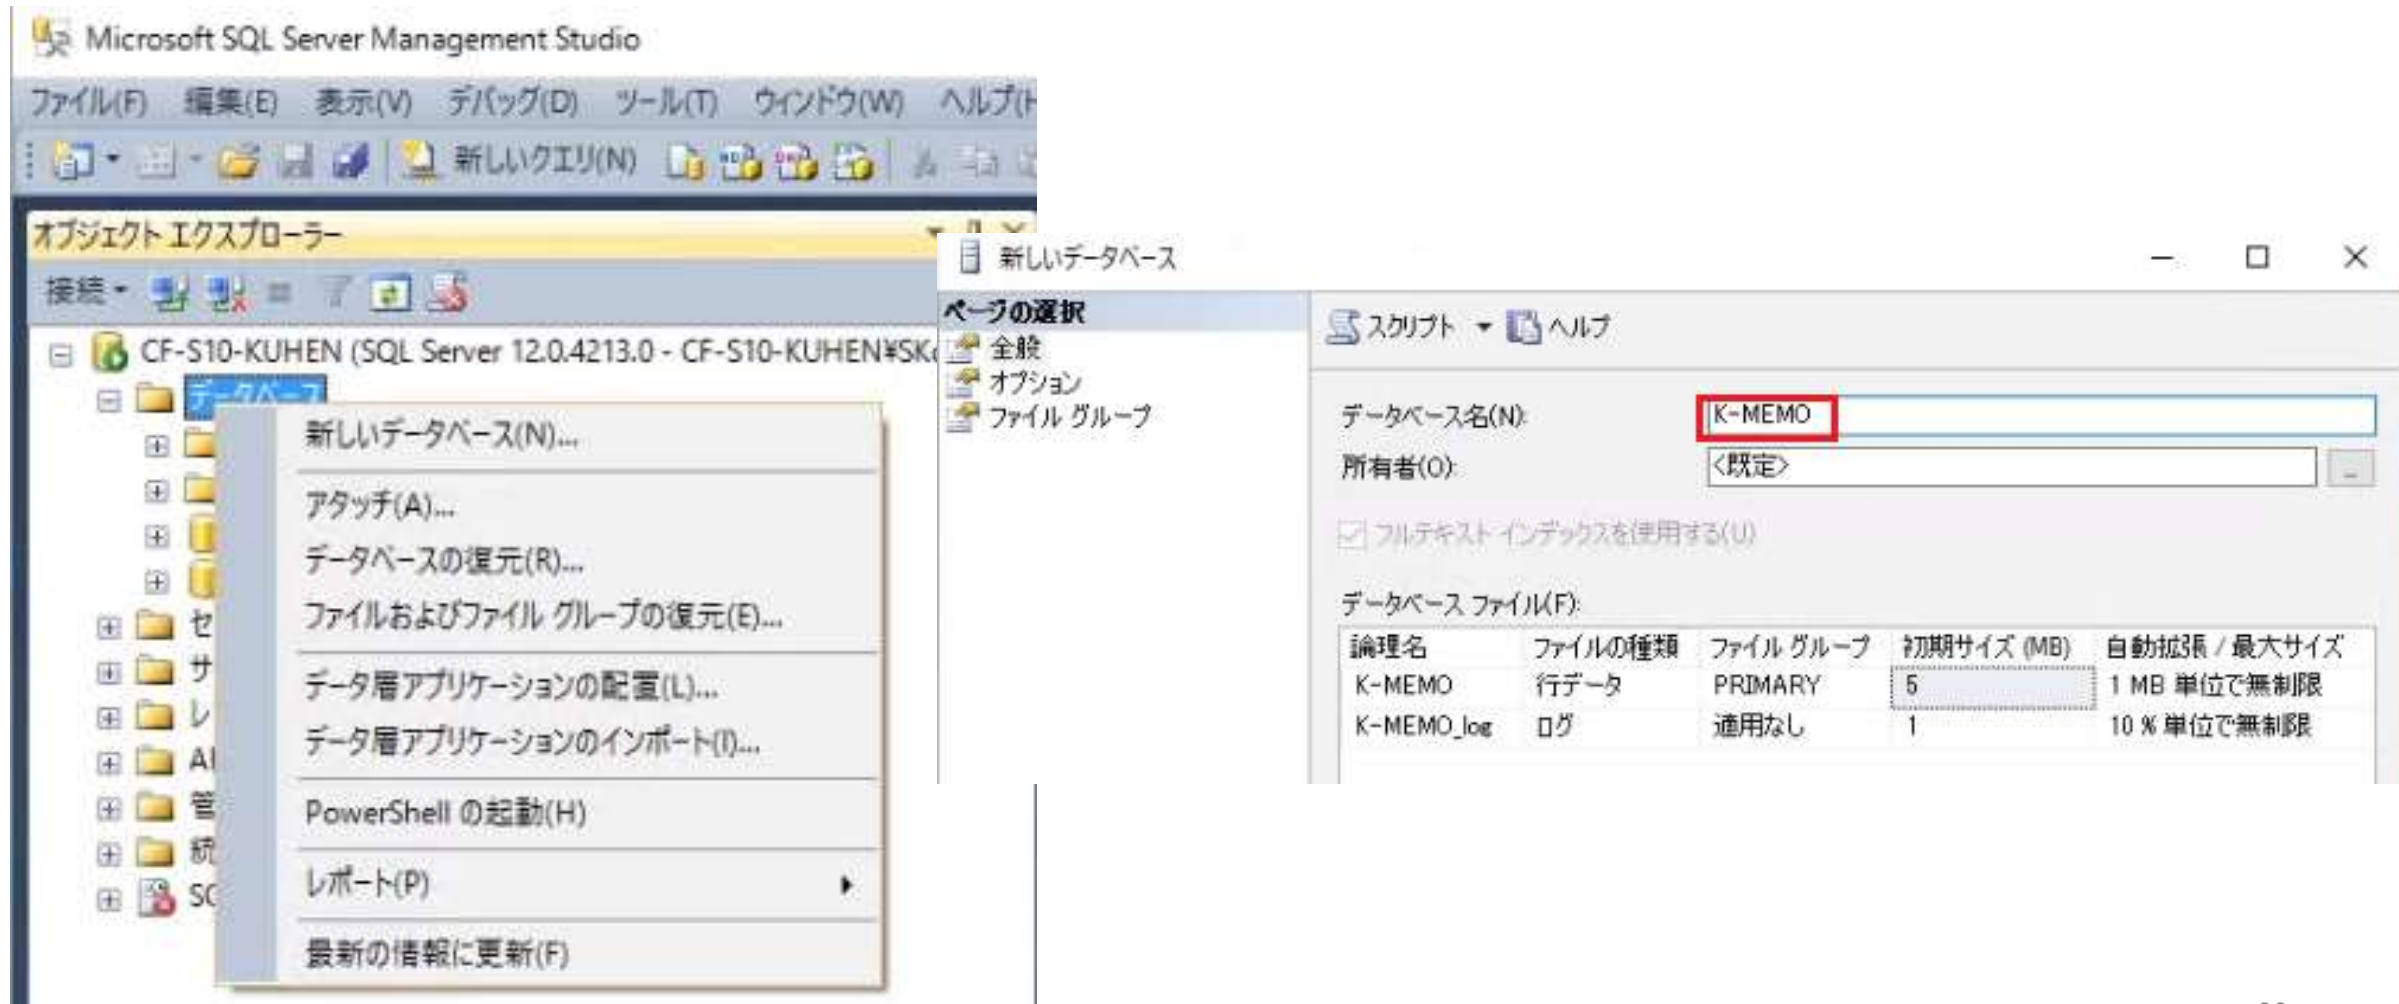 Microsoft SQL Server Management Studio
ファイル(F) 編集(E) 表示(V) デバッグ(D) ツール(T) ウィンドウ(W) ヘルプ(H
新しいクエリ(N)
オブジェクト エクスプローラー
接続
CF-S10-KUHEN (SQL Server 12.0.4213.0 - CF-S10-KUHEN¥SK
データベース
新しいデータベース(N)...
アタッチ(A)...
データベースの復元(R)...
ファイルおよびファイル グループの復元(E)...
セ
データ層アプリケーションの配置(L)...
サ
レ
データ層アプリケーションのインポート(I)...
管
PowerShell の起動(H)
統
レポート(P)
最新の情報に更新(F)
新しいデータベース
ページの選択
全般
オプション
ファイル グループ
スクリプト ヘルプ
データベース名(N): K-MEMO
所有者(O): <既定>
フルテキスト インデックスを使用する(U)
データベース ファイル(F):
論理名 ファイルの種類 ファイル グループ 初期サイズ (MB) 自動拡張 / 最大サイズ
K-MEMO 行データ PRIMARY 5 1 MB 単位で無制限
K-MEMO_log ログ 適用なし 1 10 % 単位で無制限